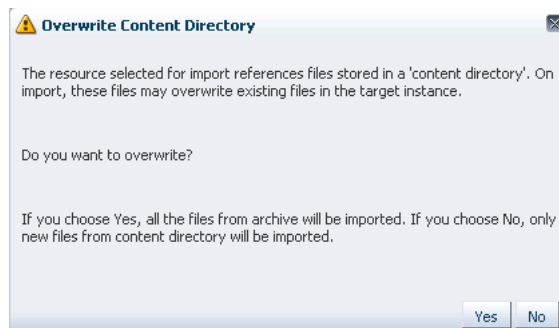 Overwrite Content Directory
The resource selected for import references files stored in a 'content directory'. On
import, these files may overwrite existing files in the target instance.
Do you want to overwrite?
If you choose Yes, all the files from archive will be imported. If you choose No, only
new files from content directory will be imported.
Yes No